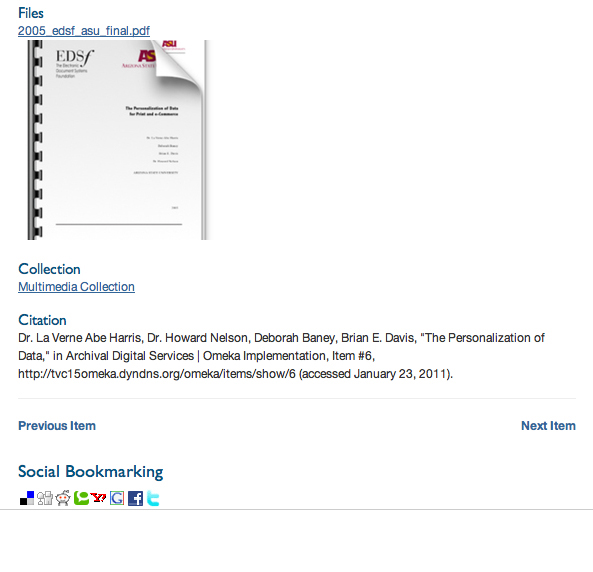 Files
2005_edsf_asu_final.pdf
EDSf
The Electronic
Document Systems
Foundation
ASU
ARIZONA STATE
The Personalization of Data
for Print and e-Commerce
Dr. La Verne Abe Harris
Deborah Baney
Brian E. Davis
Dr. Howard Nelson
ARIZONA STATE UNIVERSITY
2005
Collection
Multimedia Collection
Citation
Dr. La Verne Abe Harris, Dr. Howard Nelson, Deborah Baney, Brian E. Davis, "The Personalization of
Data," in Archival Digital Services | Omeka Implementation, Item #6,
http://tvc15omeka.dyndns.org/omeka/items/show/6 (accessed January 23, 2011).
Previous Item
Next Item
Social Bookmarking